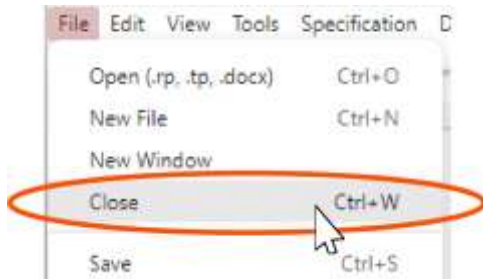 File Edit View Tools Specification D
Open (.rp, .tp, .docx) Ctrl+O
New File Ctrl+N
New Window
Close Ctrl+W
Save Ctrl+S